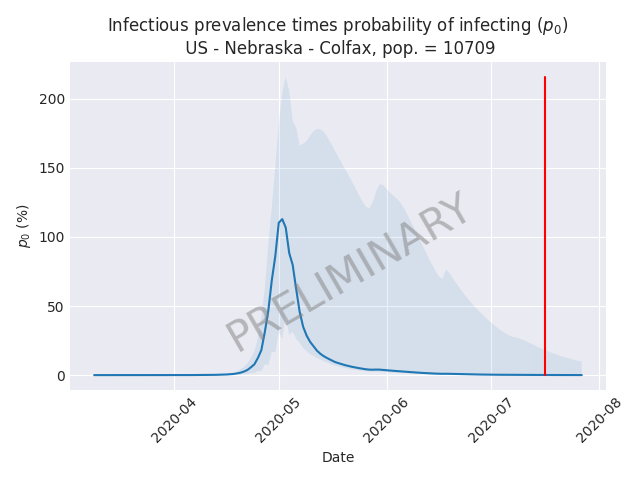 Infectious prevalence times probability of infecting (p₀)
US - Nebraska - Colfax, pop. = 10709
200
150
100
50
0
p₀ (%)
PRELIMINARY
2020-04
2020-05
2020-06
2020-07
2020-08
Date